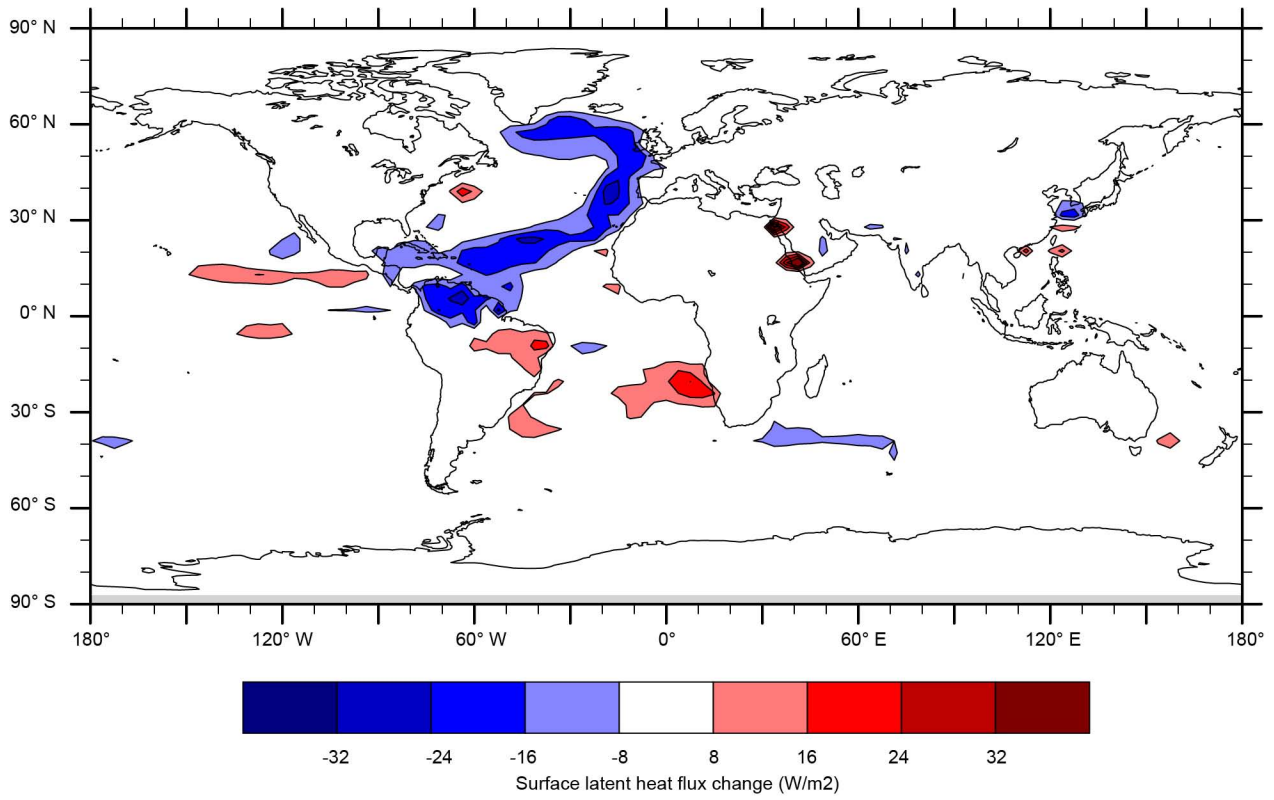 90° N
60° N
30° N
0° N
30° S
60° S
90° S
180° 120° W 60° W 0° 60° E 120° E 180°
-32 -24 -16 -8 8 16 24 32
Surface latent heat flux change (W/m2)